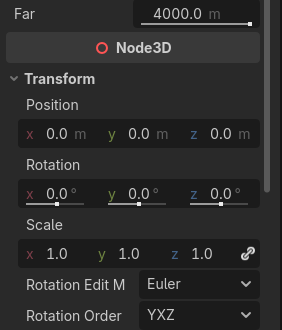 Far 4000.0 m
Node3D
Transform
Position
x 0.0 m y 0.0 m z 0.0 m
Rotation
x 0.0 ° y 0.0 ° z 0.0 °
Scale
x 1.0 y 1.0 z 1.0
Rotation Edit M Euler
Rotation Order YXZ